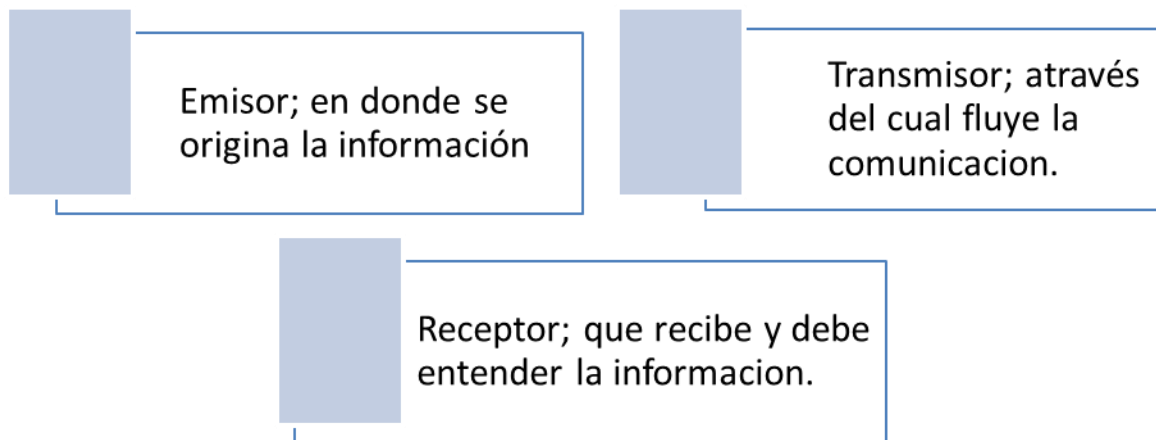 Emisor; en donde se
origina la información
Transmisor; através
del cual fluye la
comunicacion.
Receptor; que recibe y debe
entender la informacion.